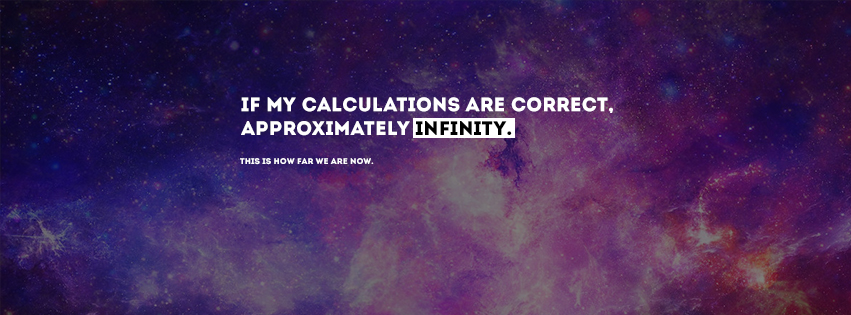 IF MY CALCULATIONS ARE CORRECT,
APPROXIMATELY INFINITY.
THIS IS HOW FAR WE ARE NOW.